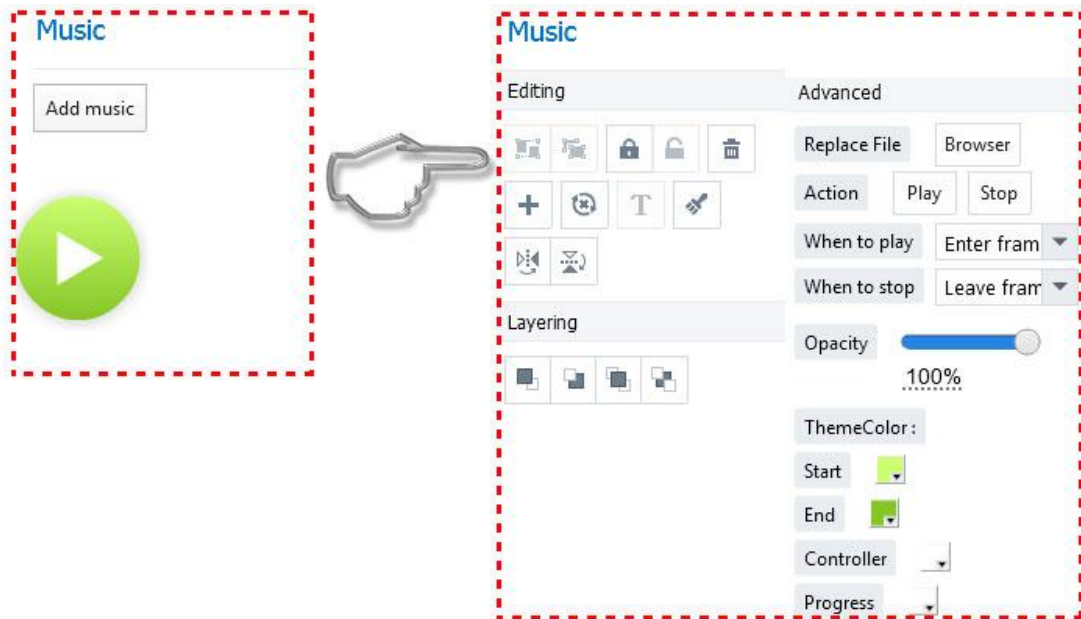 Music
Add music
Music
Editing
T
Layering
Advanced
Replace File Browser
Action Play Stop
When to play Enter fram
When to stop Leave fram
Opacity
100%
ThemeColor:
Start
End
Controller
Progress